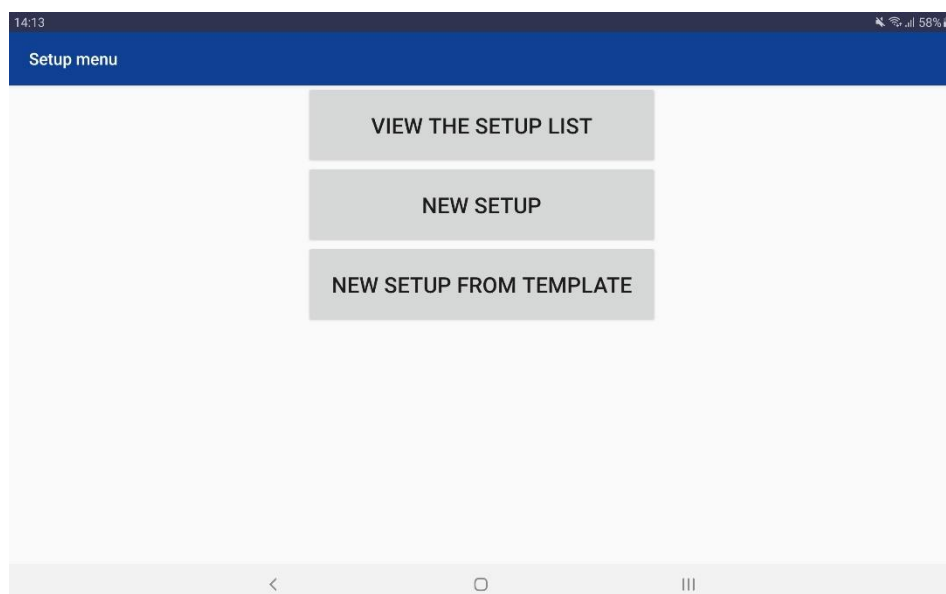 14:13 58%
Setup menu
VIEW THE SETUP LIST
NEW SETUP
NEW SETUP FROM TEMPLATE